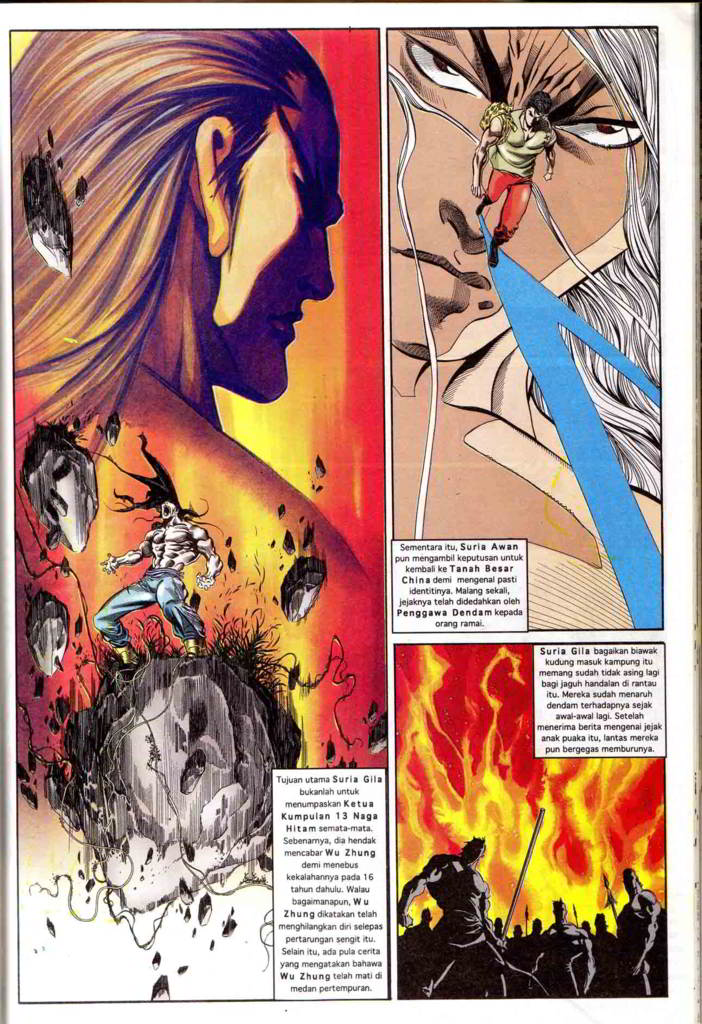 Tujuan utama Suria Gila
bukanlah untuk
menumpaskan Ketua
Kumpulan 13 Naga
Hitam semata-mata.
Sebenarnya, dia hendak
mencabar Wu Zhung
demi menebus
kekalahannya pada 16
tahun dahulu. Walau
bagaimanapun, Wu
Zhung dikatakan telah
menghilangkan diri selepas
pertarungan sengit itu.
Selain itu, ada pula cerita
yang mengatakan bahawa
Wu Zhung telah mati di
medan pertempuran.
Sementara itu, Suria Awan
pun mengambil keputusan untuk
kembali ke Tanah Besar
China demi mengenal pasti
identitinya. Malang sekali,
jejaknya telah didedahkan oleh
Penggawa Dendam kepada
orang ramai.
Suria Gila bagaikan biawak
kudung masuk kampung itu
memang sudah tidak asing lagi
bagi jaguh handalan di rantau
itu. Mereka sudah menaruh
dendam terhadapnya sejak
awal-awal lagi. Setelah
menerima berita mengenai jejak
anak puaka itu, lantas mereka
pun bergegas memburunya.